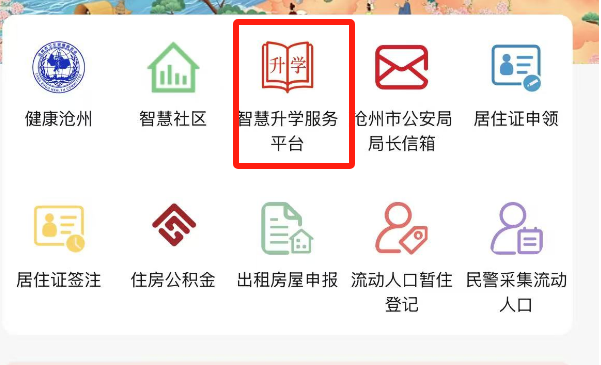 升学
健康沧州
智慧社区
智慧升学服务
平台
沧州市公安局
局长信箱
居住证申领
居住证签注
住房公积金
出租房屋申报
流动人口暂住
登记
民警采集流动
人口